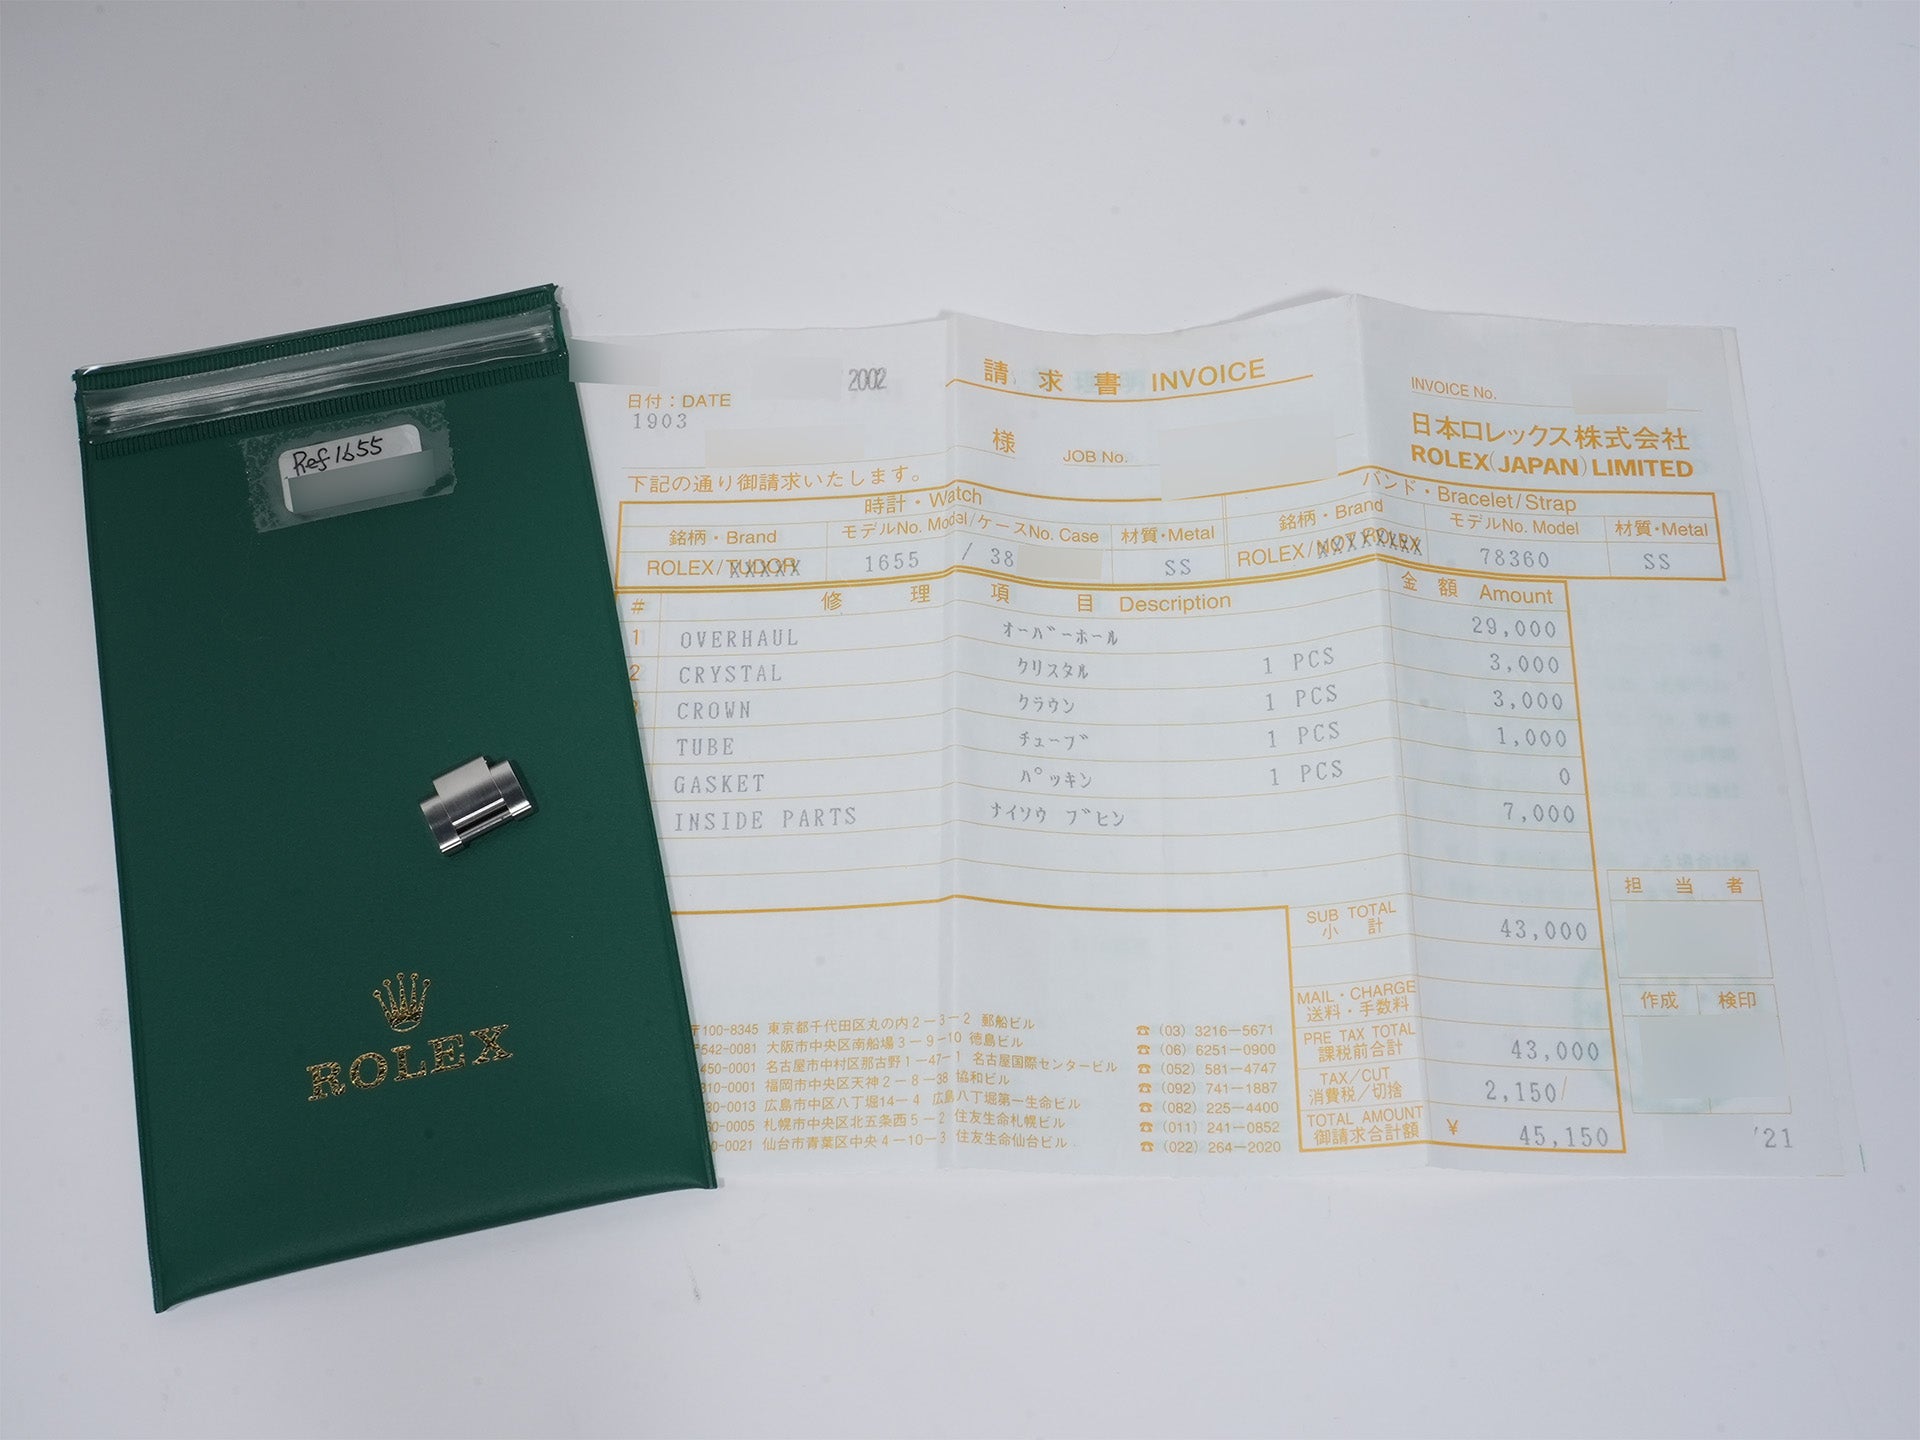 Ref 1655
ROLEX
2002
請求書 INVOICE
INVOICE No.
日付：DATE
1903
様
JOB No.
日本ロレックス株式会社
ROLEX(JAPAN)LIMITED
下記の通り御請求いたします。
時計・Watch
バンド・Bracelet/Strap
銘柄・Brand モデルNo. Model/ケースNo. Case 材質・Metal 銘柄・Brand モデルNo. Model 材質・Metal
ROLEX/TUDOR XXXXX 1655 / 38 SS ROLEX/NOT ROLEX XXXXXXXX 78360 SS
# 修理項目 Description 金額 Amount
1 OVERHAUL オーバーホール 29,000
2 CRYSTAL クリスタル 1 PCS 3,000
3 CROWN クラウン 1 PCS 3,000
TUBE チューブ 1 PCS 1,000
GASKET パッキン 1 PCS 0
INSIDE PARTS ナイソウ ブヒン 7,000
担当者
SUB TOTAL
小計 43,000
MAIL・CHARGE
送料・手数料
PRE TAX TOTAL
課税前合計 43,000
TAX/CUT
消費税/切捨 2,150/
TOTAL AMOUNT
御請求合計額 ¥ 45,150
作成 検印
'21
〒100-8345 東京都千代田区丸の内2-3-2 郵船ビル ☎(03)3216-5671
542-0081 大阪市中央区南船場3-9-10 徳島ビル ☎(06)6251-0900
450-0001 名古屋市中村区那古野1-47-1 名古屋国際センタービル ☎(052)581-4747
810-0001 福岡市中央区天神2-8-38 協和ビル ☎(092)741-1887
30-0013 広島市中区八丁堀14-4 広島八丁堀第一生命ビル ☎(082)225-4400
60-0005 札幌市中央区北五条西5-2 住友生命札幌ビル ☎(011)241-0852
0-0021 仙台市青葉区中央4-10-3 住友生命仙台ビル ☎(022)264-2020